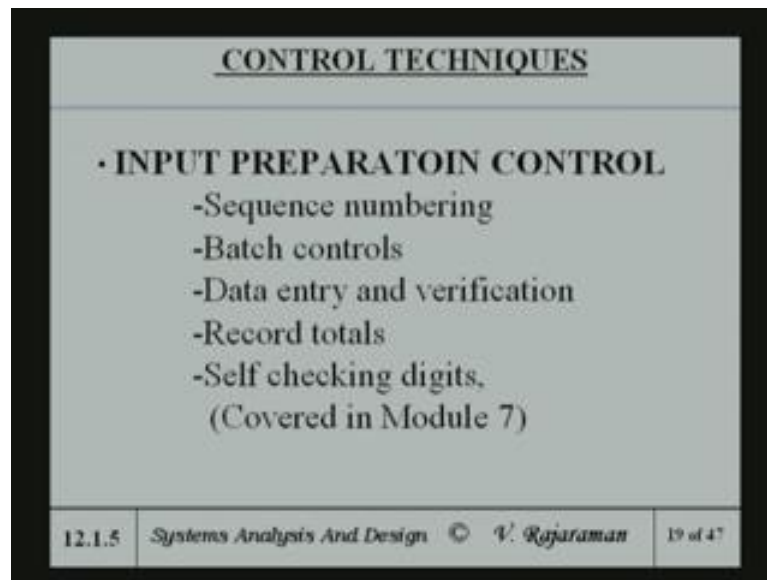 CONTROL TECHNIQUES
· INPUT PREPARATOIN CONTROL
-Sequence numbering
-Batch controls
-Data entry and verification
-Record totals
-Self checking digits,
(Covered in Module 7)
12.1.5 Systems Analysis And Design © V. Rajaraman 19 of 47